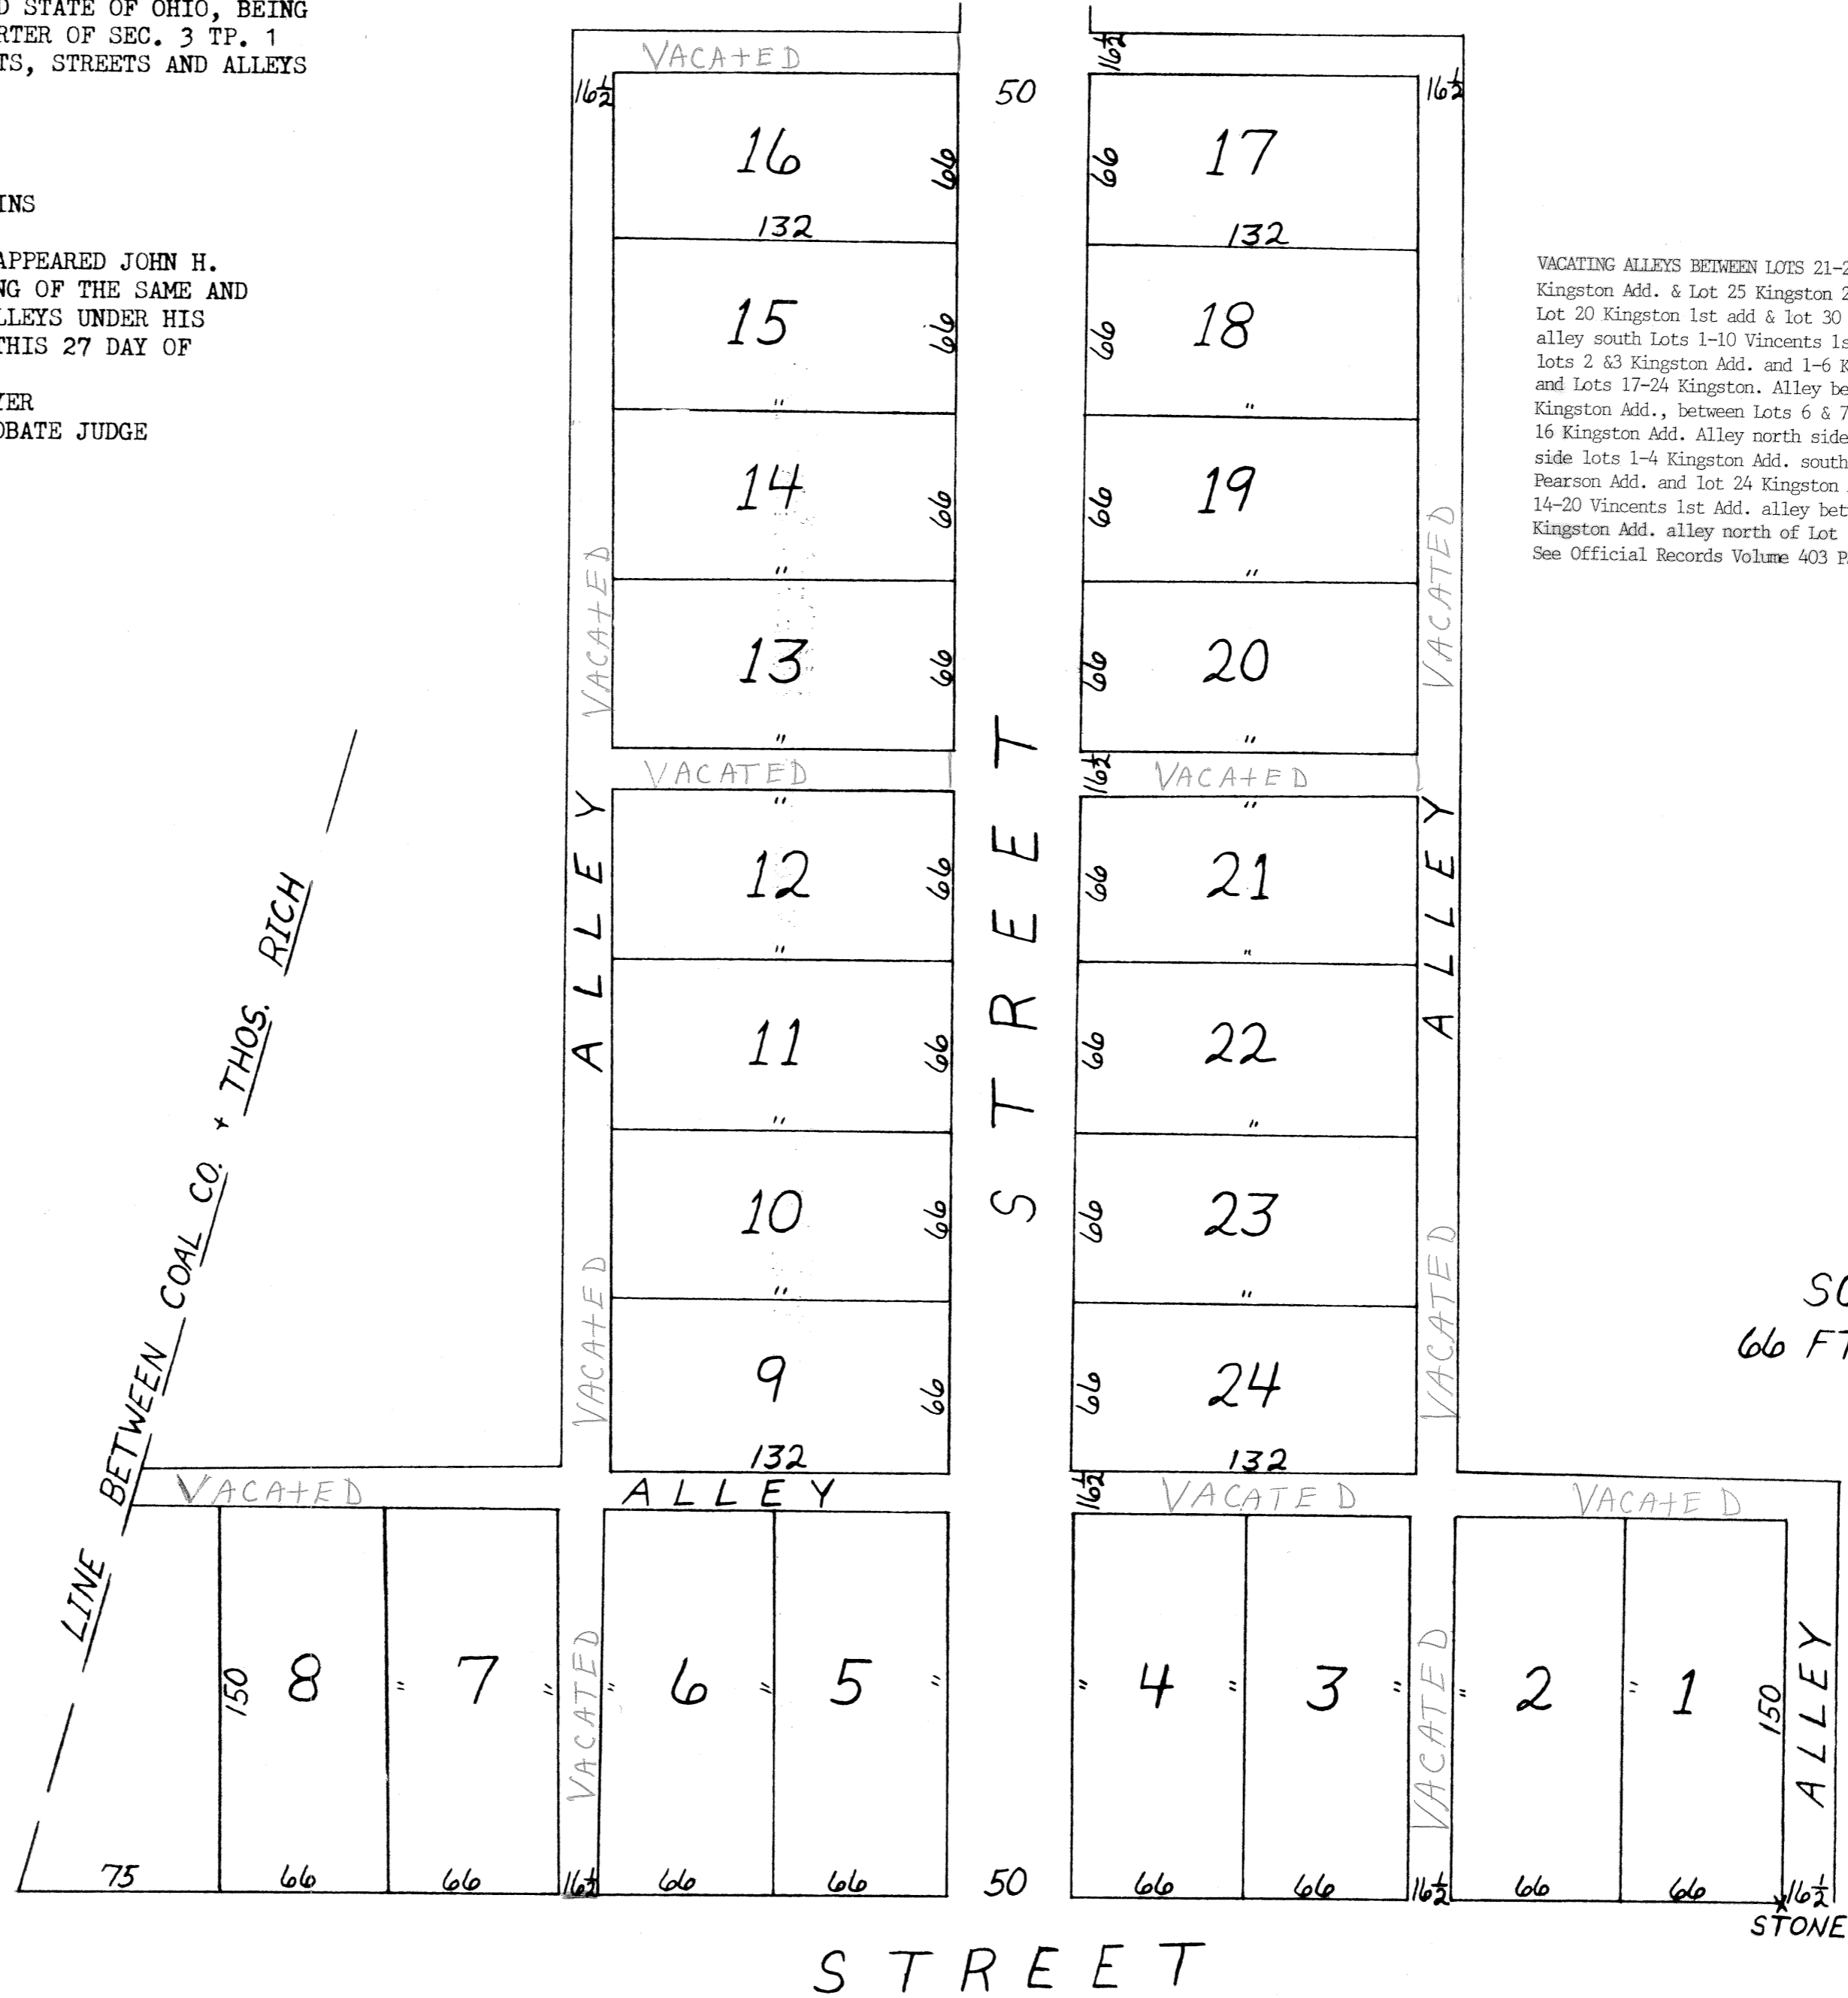 D STATE OF OHIO, BEING
RTER OF SEC. 3 TP. 1
TS, STREETS AND ALLEYS
INS
APPEARED JOHN H.
NG OF THE SAME AND
LLEYS UNDER HIS
THIS 27 DAY OF
YER
OBATE JUDGE
VACATED
16½
16½
50
16½
16
66
66
17
132
132
15
66
66
18
"
"
14
66
66
19
"
"
VACATED
VACATED
13
66
66
20
"
"
VACATED
16½
VACATED
"
"
12
66
66
21
"
"
11
66
66
22
"
"
10
66
66
23
"
"
VACATED
VACATED
9
66
66
24
132
132
ALLEY
ALLEY
STREET
VACATING ALLEYS BETWEEN LOTS 21-2
Kingston Add. & Lot 25 Kingston 2
Lot 20 Kingston 1st add & lot 30
alley south Lots 1-10 Vincents 1s
lots 2 &3 Kingston Add. and 1-6 K
and Lots 17-24 Kingston. Alley be
Kingston Add., between Lots 6 & 7
16 Kingston Add. Alley north side
side lots 1-4 Kingston Add. south
Pearson Add. and lot 24 Kingston
14-20 Vincents 1st Add. alley bet
Kingston Add. alley north of Lot
See Official Records Volume 403 P
SC
66 FT
LINE BETWEEN COAL CO. + THOS. RICH
VACATED
ALLEY
16½
VACATED
VACATED
150
8
"
7
"
VACATED
"
6
"
5
"
"
4
"
3
"
VACATED
"
2
"
1
150
ALLEY
75
66
66
16½
66
66
50
66
66
16½
66
66
16½
STONE
STREET